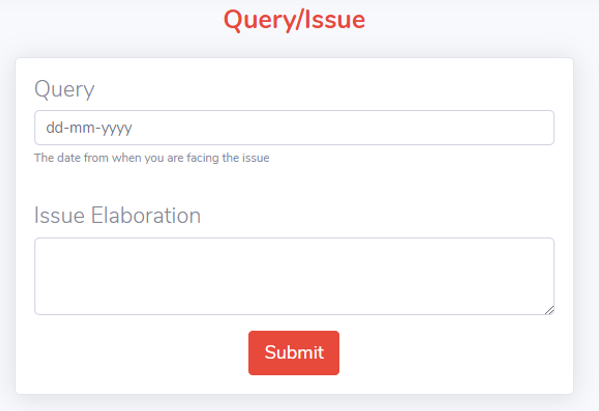 Query/Issue
Query
dd-mm-yyyy
The date from when you are facing the issue
Issue Elaboration
Submit